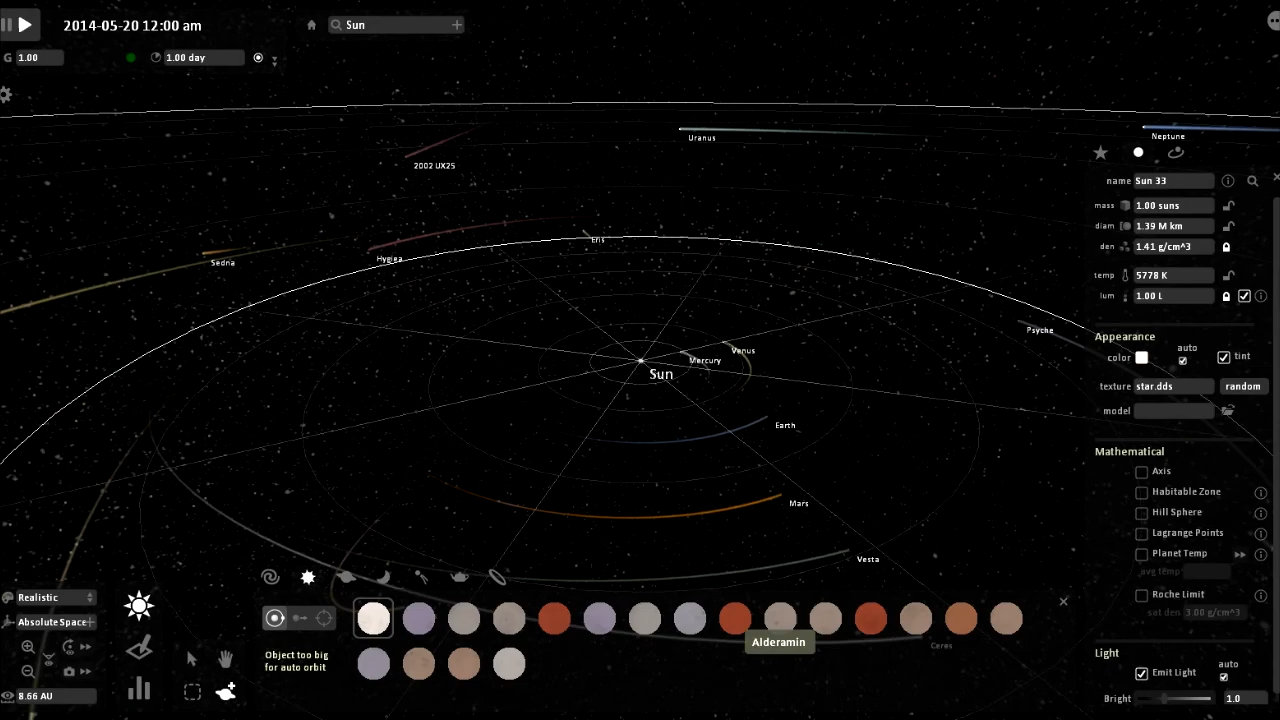 2014-05-20 12:00 am
Sun
G 1.00
1.00 day
Uranus
Neptune
2002 UX25
Eris
Hygiea
Sedna
Psyche
Venus
Mercury
Sun
Earth
Mars
Vesta
Ceres
name Sun 33
mass 1.00 suns
diam 1.39 M km
den 1.41 g/cm^3
temp 5778 K
lum 1.00 L
Appearance
color auto tint
texture star.dds random
model
Mathematical
Axis
Habitable Zone
Hill Sphere
Lagrange Points
Planet Temp
avg temp
Roche Limit
sat den 3.00 g/cm^3
Light
Emit Light auto
Bright 1.0
Realistic
Absolute Space
8.66 AU
Object too big
for auto orbit
Alderamin